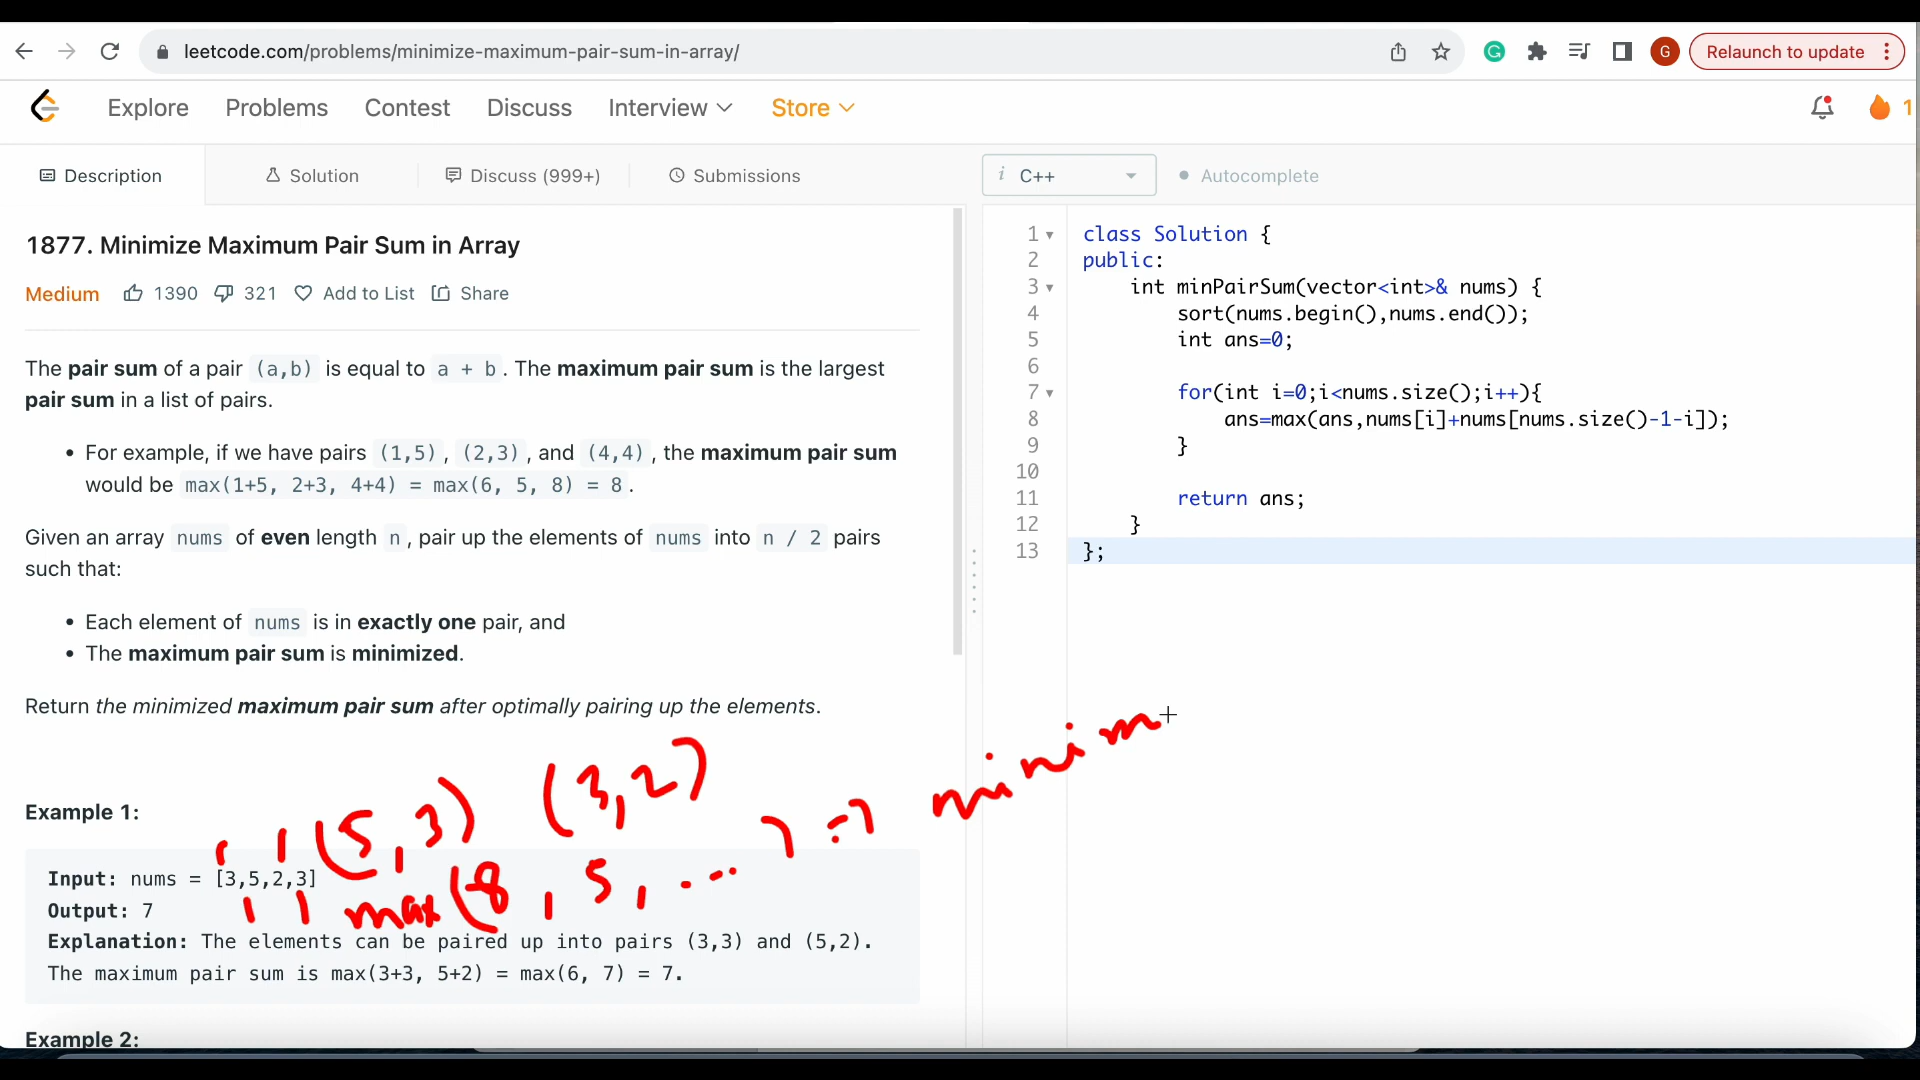 leetcode.com/problems/minimize-maximum-pair-sum-in-array/
G
Relaunch to update
Explore Problems Contest Discuss Interview Store
1
Description Solution Discuss (999+) Submissions
i C++ Autocomplete
1877. Minimize Maximum Pair Sum in Array
Medium 1390 321 Add to List Share
The pair sum of a pair (a,b) is equal to a + b. The maximum pair sum is the largest
pair sum in a list of pairs.
• For example, if we have pairs (1,5), (2,3), and (4,4), the maximum pair sum
would be max(1+5, 2+3, 4+4) = max(6, 5, 8) = 8.
Given an array nums of even length n, pair up the elements of nums into n / 2 pairs
such that:
• Each element of nums is in exactly one pair, and
• The maximum pair sum is minimized.
Return the minimized maximum pair sum after optimally pairing up the elements.
(5,3) (3,2)
max(8, 5, ... ) => minim
Example 1:
Input: nums = [3,5,2,3]
Output: 7
Explanation: The elements can be paired up into pairs (3,3) and (5,2).
The maximum pair sum is max(3+3, 5+2) = max(6, 7) = 7.
Example 2:
1 class Solution {
2 public:
3 int minPairSum(vector<int>& nums) {
4 sort(nums.begin(),nums.end());
5 int ans=0;
6
7 for(int i=0;i<nums.size();i++){
8 ans=max(ans,nums[i]+nums[nums.size()-1-i]);
9 }
10
11 return ans;
12 }
13 };